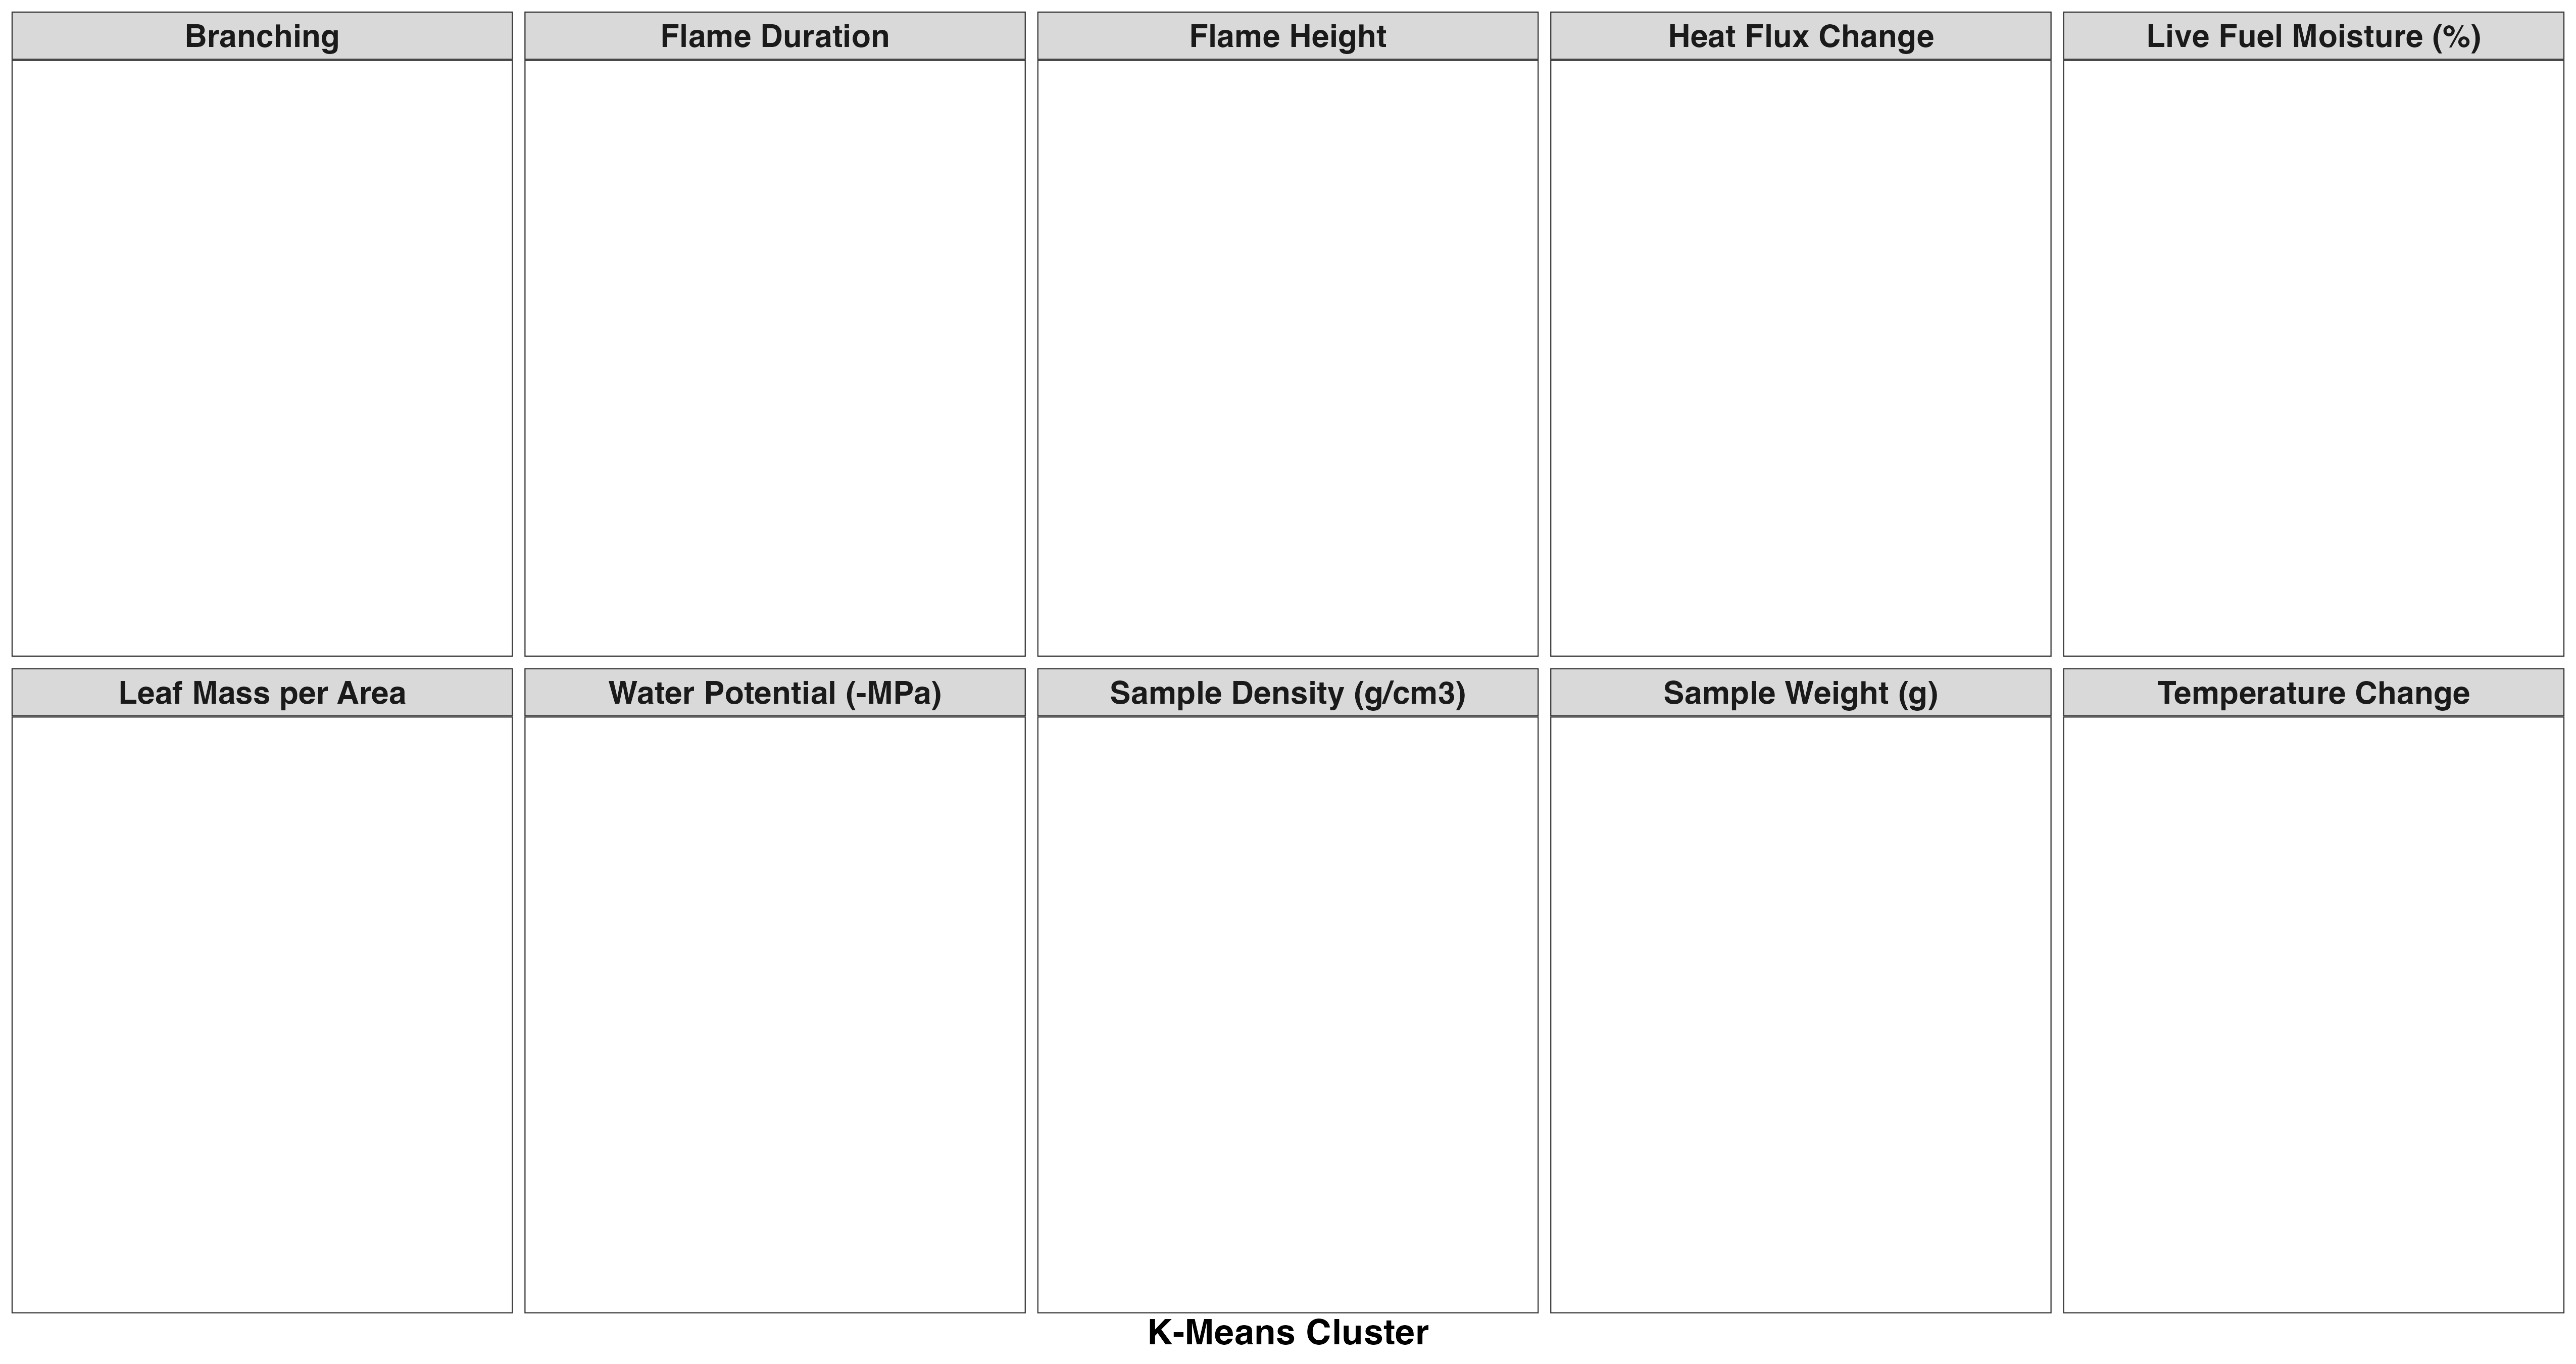 Branching
Flame Duration
Flame Height
Heat Flux Change
Live Fuel Moisture (%)
Leaf Mass per Area
Water Potential (-MPa)
Sample Density (g/cm3)
Sample Weight (g)
Temperature Change
K-Means Cluster